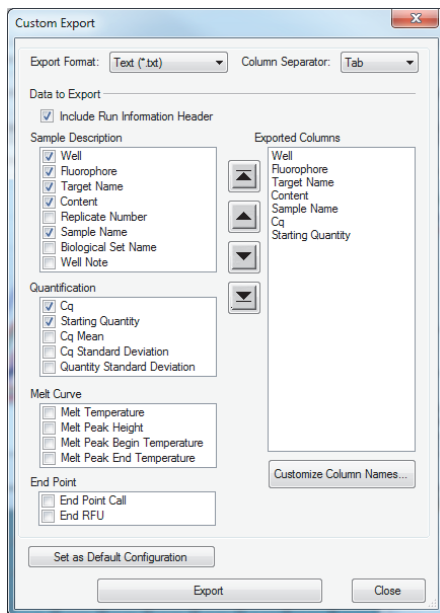 Custom Export
Export Format: Text (*.txt) Column Separator: Tab
Data to Export
Include Run Information Header
Sample Description
Well
Fluorophore
Target Name
Content
Replicate Number
Sample Name
Biological Set Name
Well Note
Exported Columns
Well
Fluorophore
Target Name
Content
Sample Name
Cq
Starting Quantity
Quantification
Cq
Starting Quantity
Cq Mean
Cq Standard Deviation
Quantity Standard Deviation
Melt Curve
Melt Temperature
Melt Peak Height
Melt Peak Begin Temperature
Melt Peak End Temperature
Customize Column Names...
End Point
End Point Call
End RFU
Set as Default Configuration
Export Close